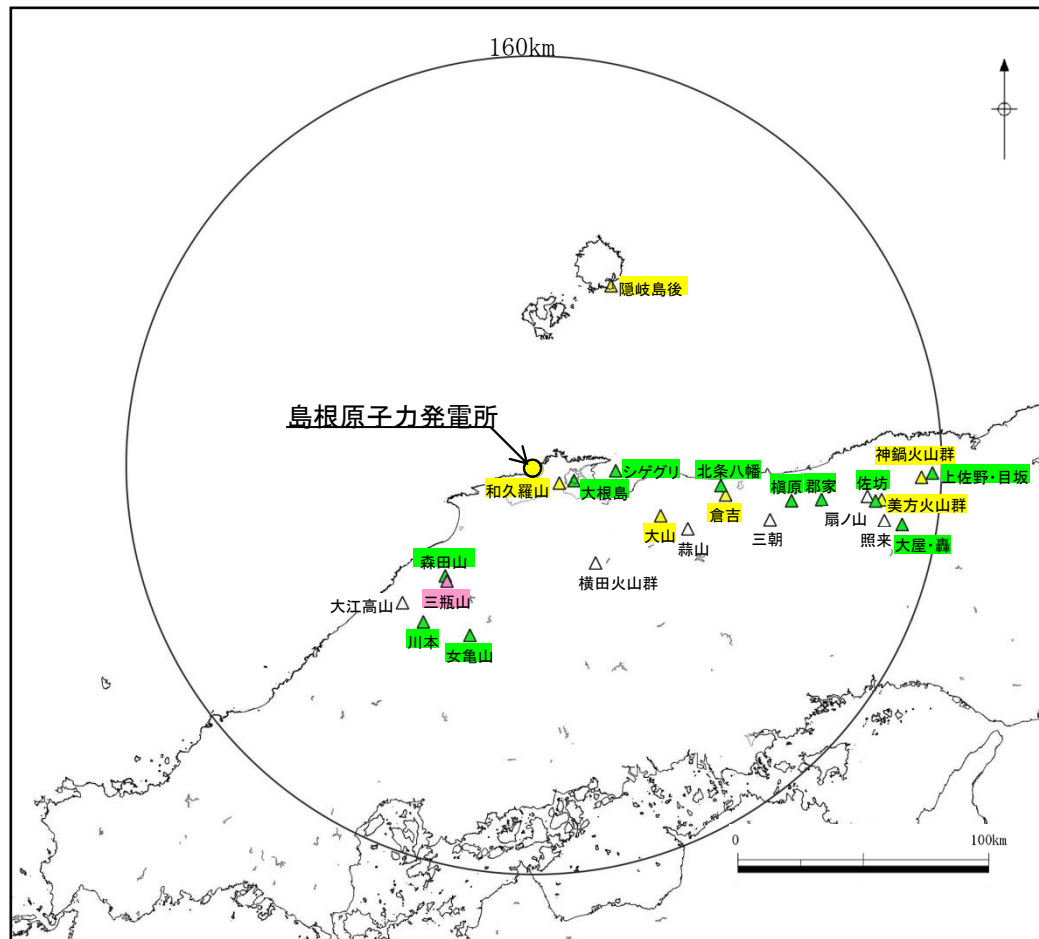 160km
隠岐島後
島根原子力発電所
神鍋火山群
シゲグリ
北条八幡
佐坊
上佐野・目坂
和久羅山
大根島
槇原
郡家
美方火山群
倉吉
扇ノ山
大山
三朝
照来
蒜山
大屋・轟
森田山
横田火山群
大江高山
三瓶山
川本
女亀山
0
100km